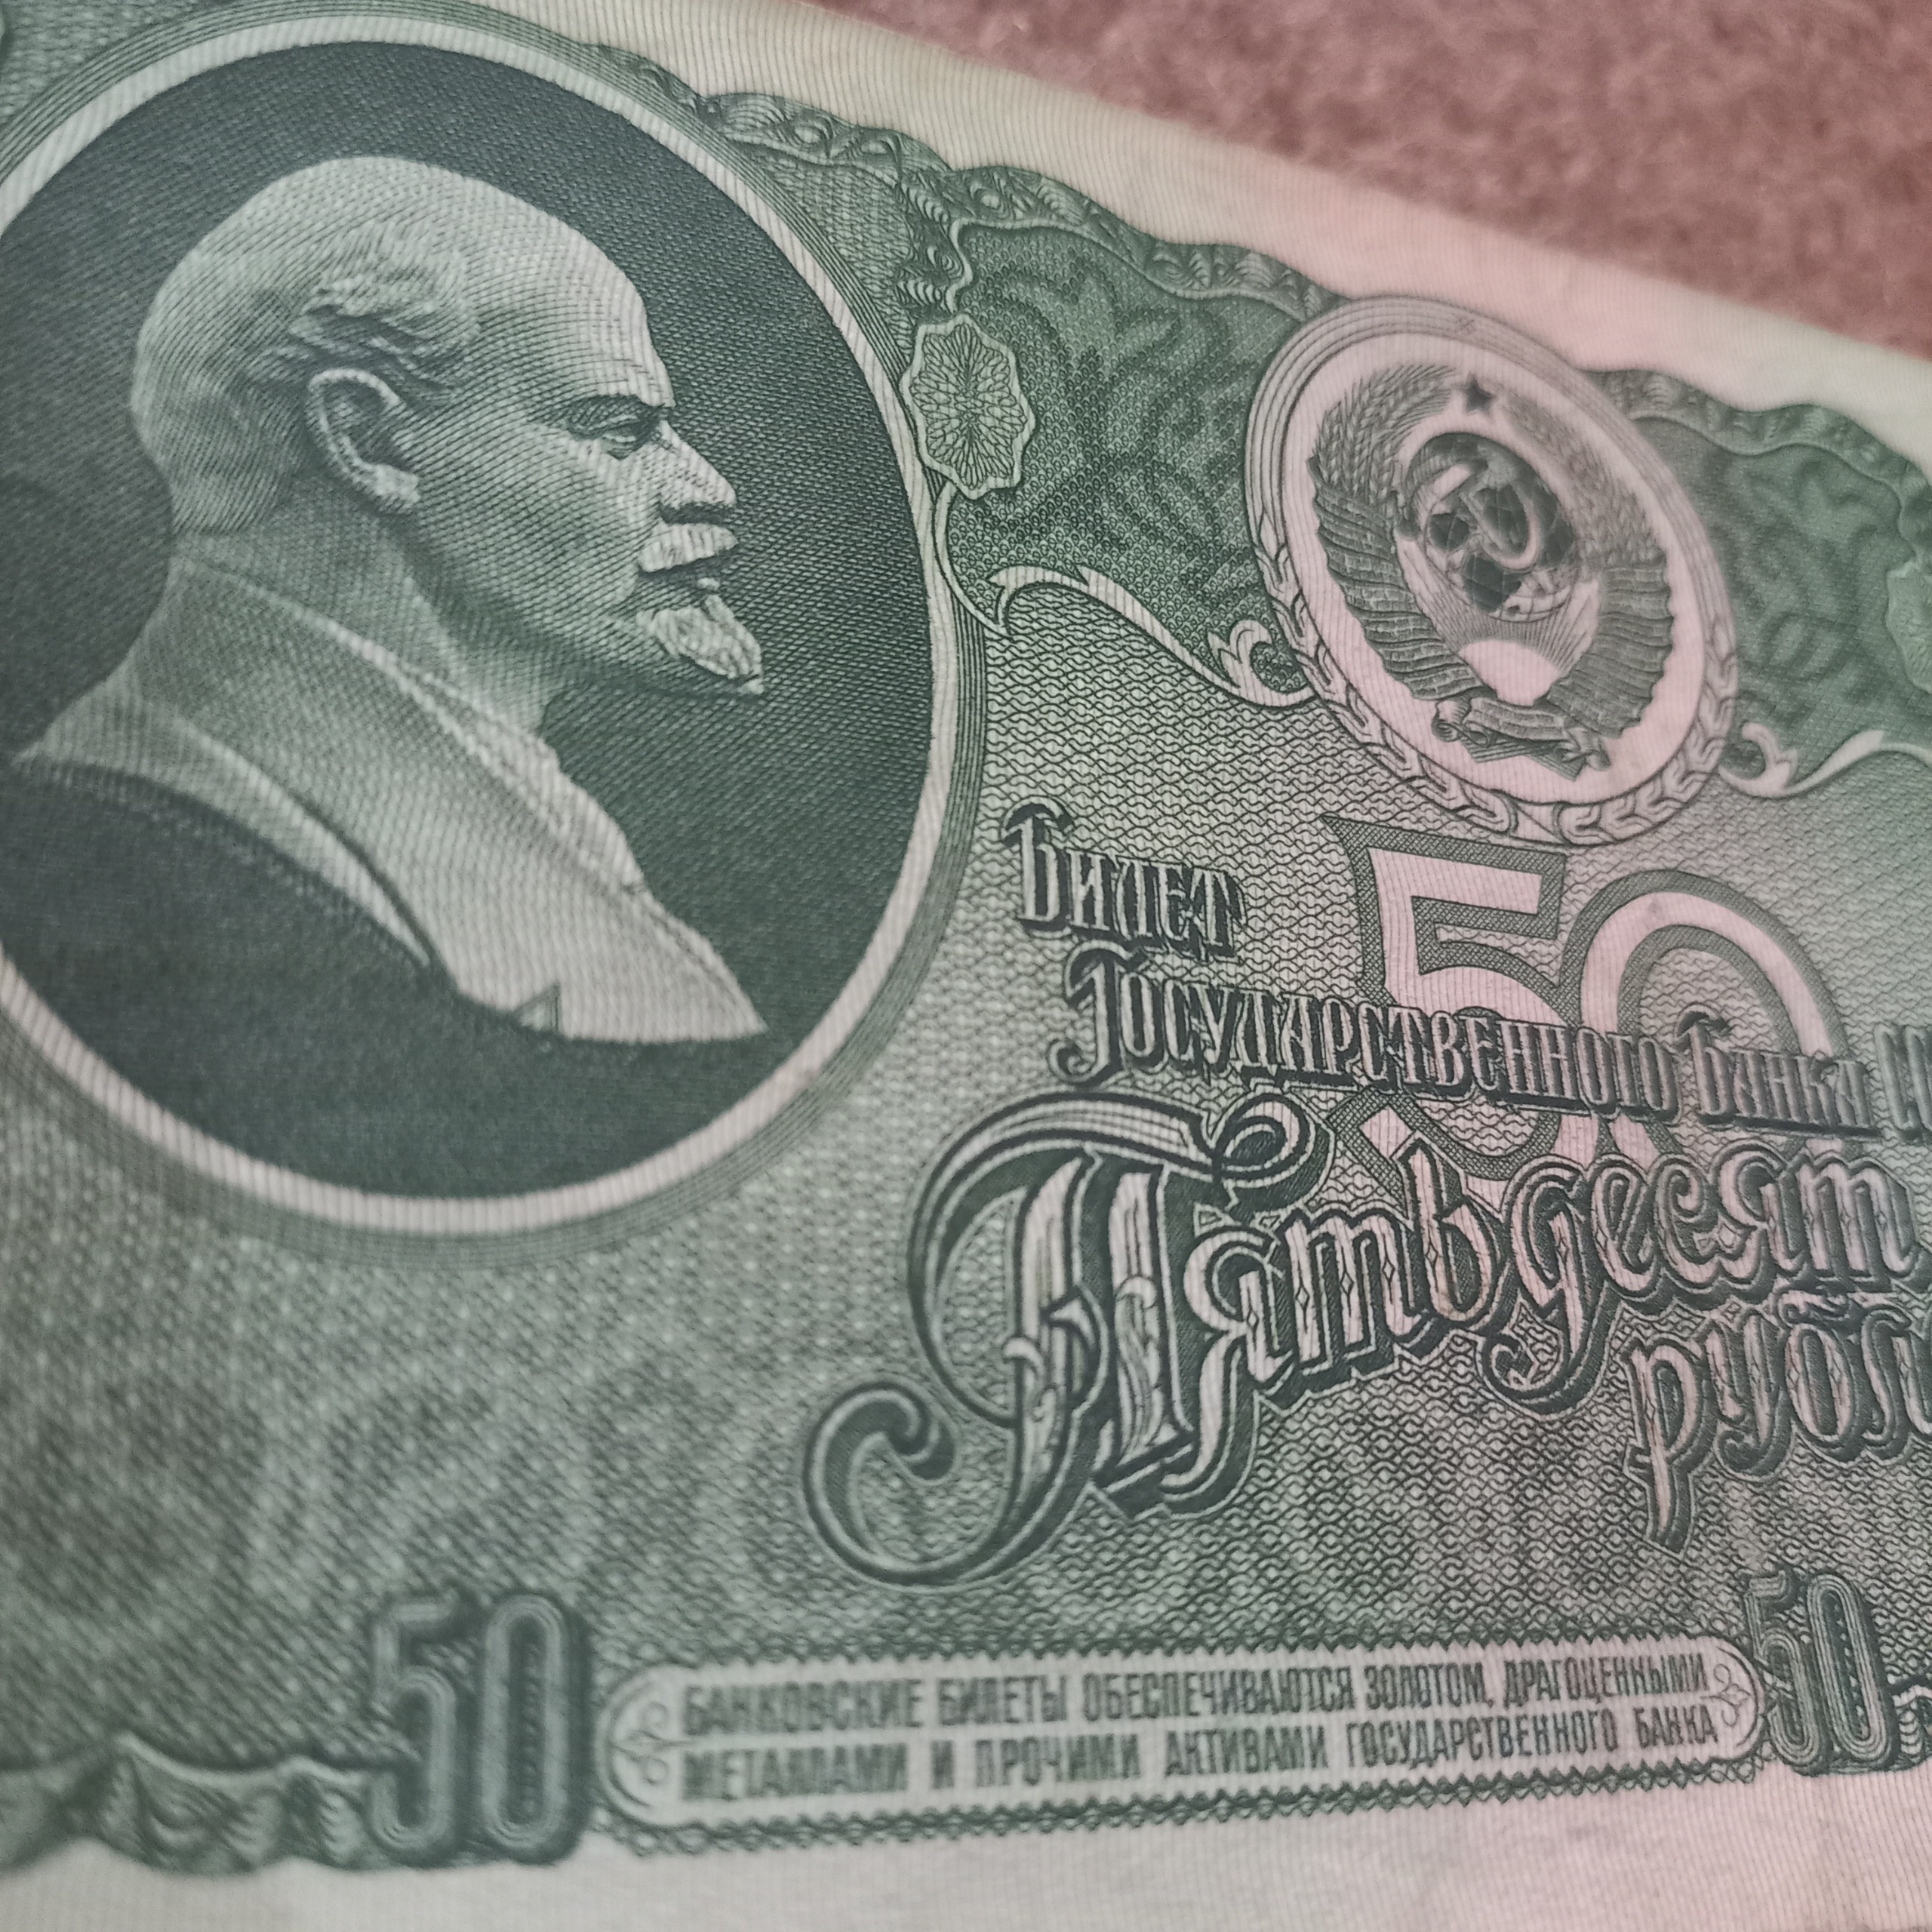 50
Билет
Государственного Банка
Пятьдесят
50
БАНКОВСКИЕ БИЛЕТЫ ОБЕСПЕЧИВАЮТСЯ ЗОЛОТОМ, ДРАГОЦЕННЫМИ
МЕТАЛЛАМИ И ПРОЧИМИ АКТИВАМИ ГОСУДАРСТВЕННОГО БАНКА
50